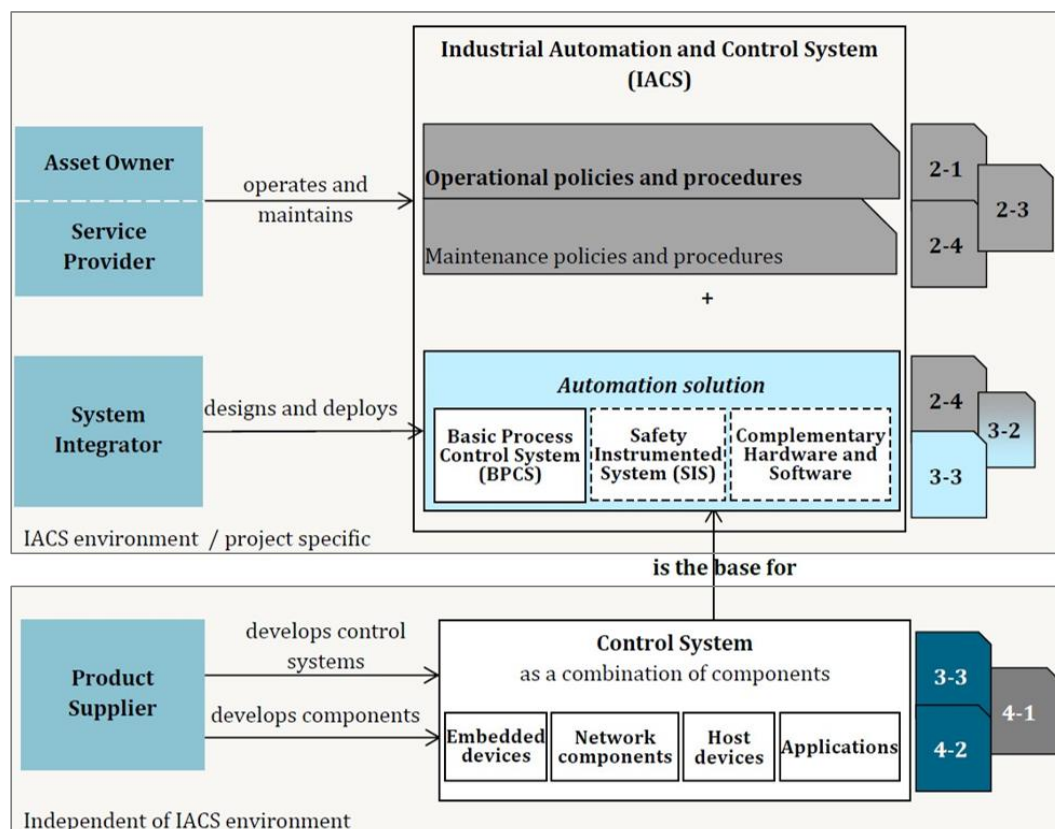 Industrial Automation and Control System
(IACS)
Asset Owner
Service
Provider
operates and
maintains
Operational policies and procedures
Maintenance policies and procedures
+
2-1
2-3
2-4
System
Integrator
designs and deploys
Automation solution
Basic Process
Control System
(BPCS)
Safety
Instrumented
System (SIS)
Complementary
Hardware and
Software
2-4
3-2
3-3
IACS environment / project specific
is the base for
Product
Supplier
develops control
systems
develops components
Control System
as a combination of components
Embedded
devices
Network
components
Host
devices
Applications
3-3
4-1
4-2
Independent of IACS environment